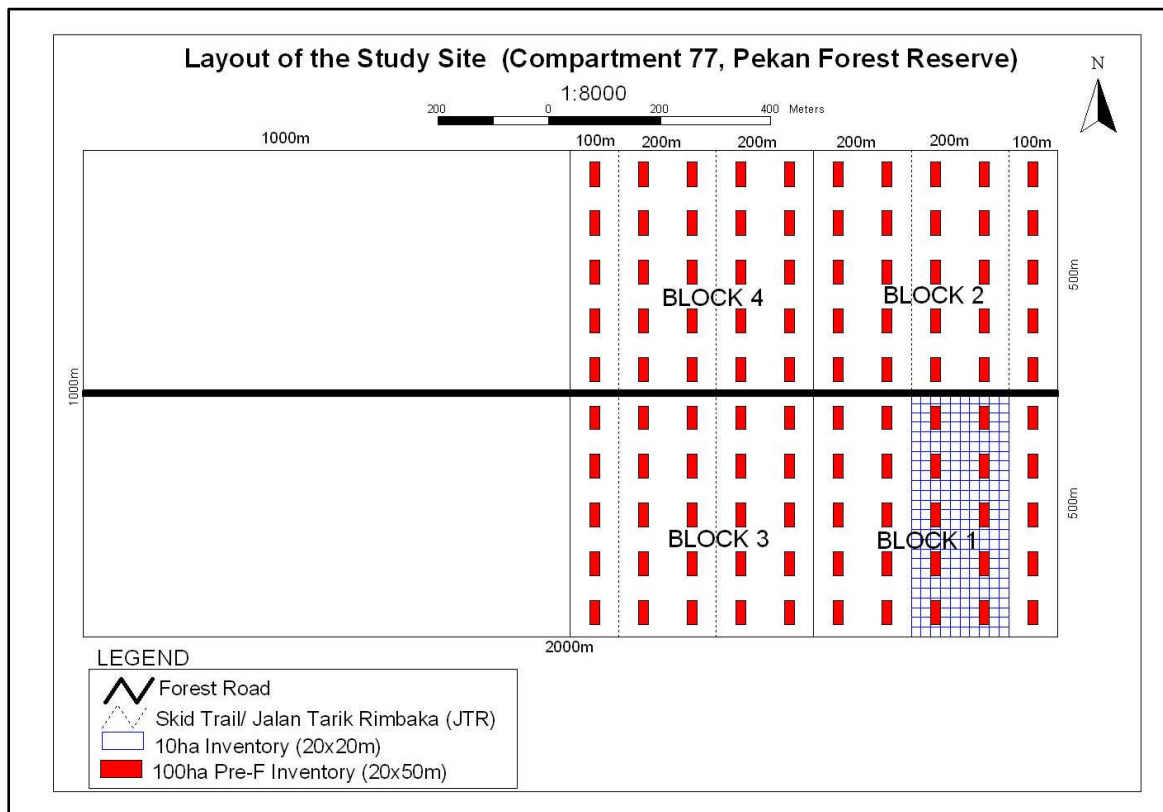 Layout of the Study Site (Compartment 77, Pekan Forest Reserve)
N
1:8000
200 0 200 400 Meters
1000m 100m 200m 200m 200m 200m 100m
BLOCK 4 BLOCK 2
500m
1000m
BLOCK 3 BLOCK 1
500m
2000m
LEGEND
Forest Road
Skid Trail/ Jalan Tarik Rimbaka (JTR)
10ha Inventory (20x20m)
100ha Pre-F Inventory (20x50m)